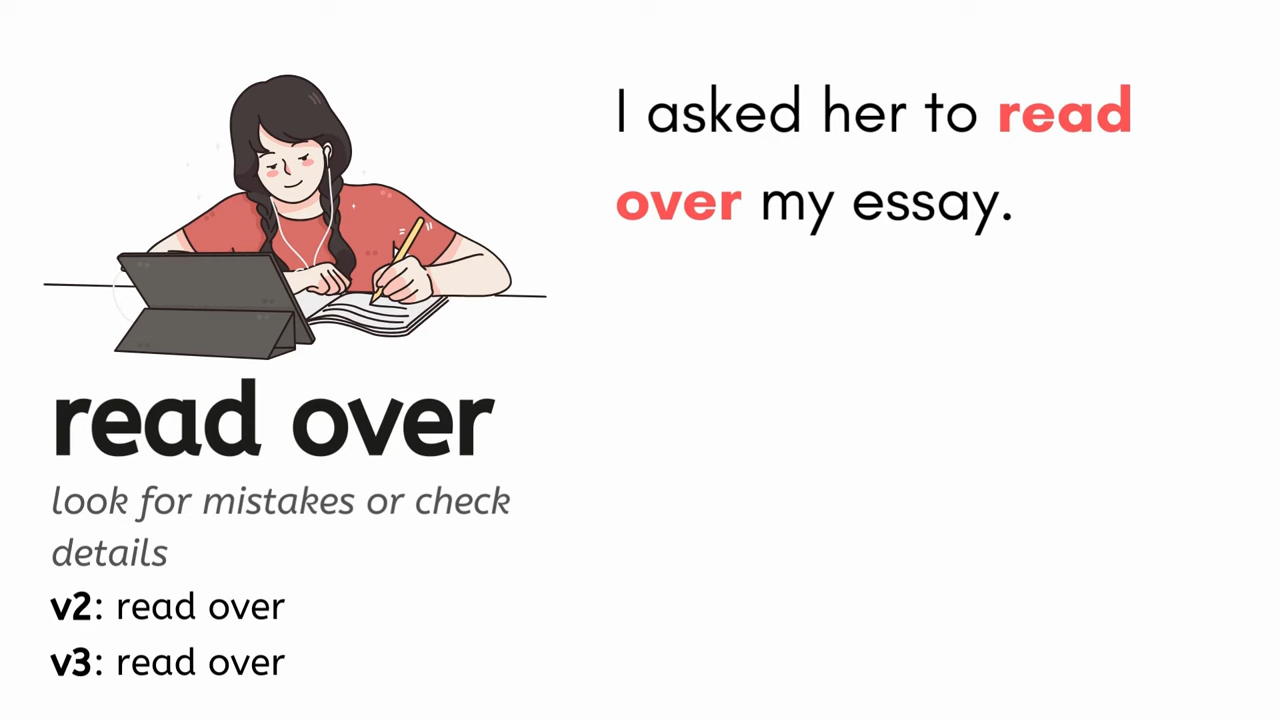 I asked her to read
over my essay.
read over
look for mistakes or check
details
v2: read over
v3: read over